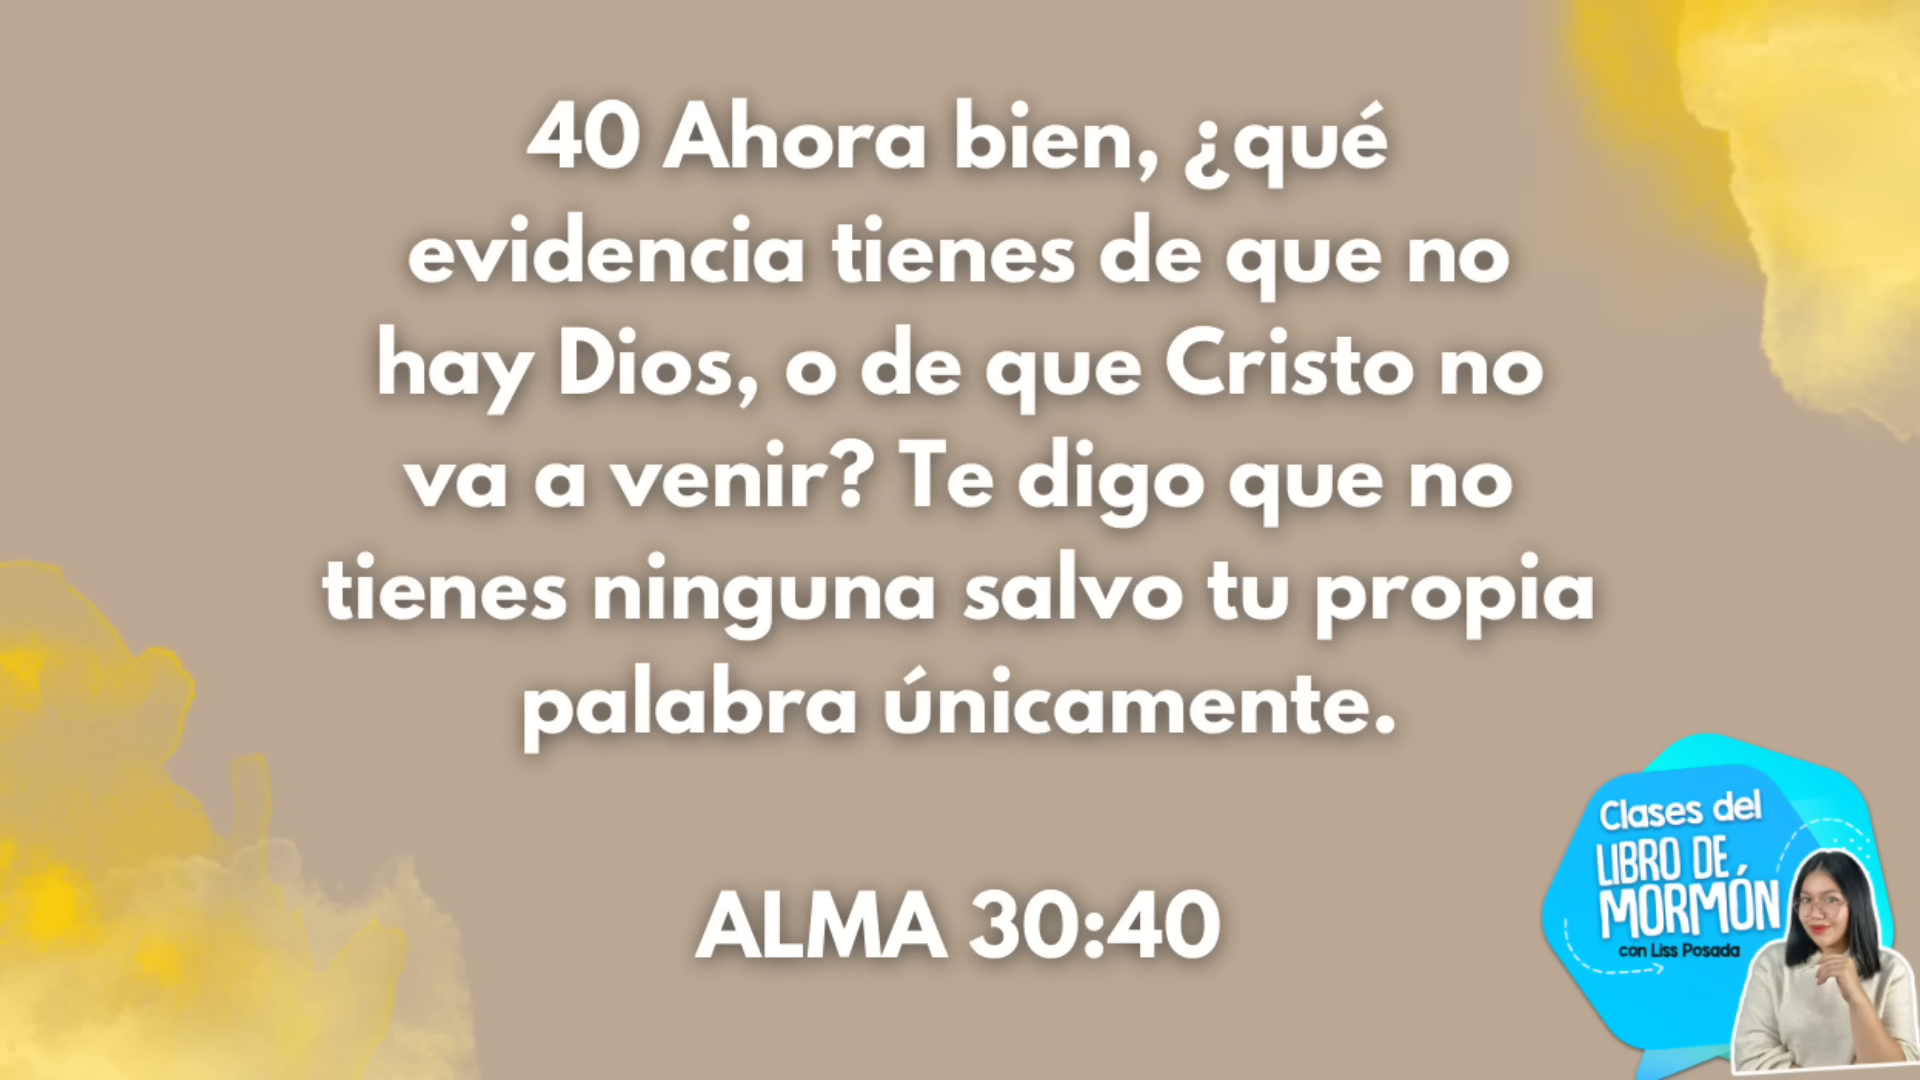 40 Ahora bien, ¿qué
evidencia tienes de que no
hay Dios, o de que Cristo no
va a venir? Te digo que no
tienes ninguna salvo tu propia
palabra únicamente.
ALMA 30:40
Clases del
LIBRO DE
MORMÓN
con Liss Posada